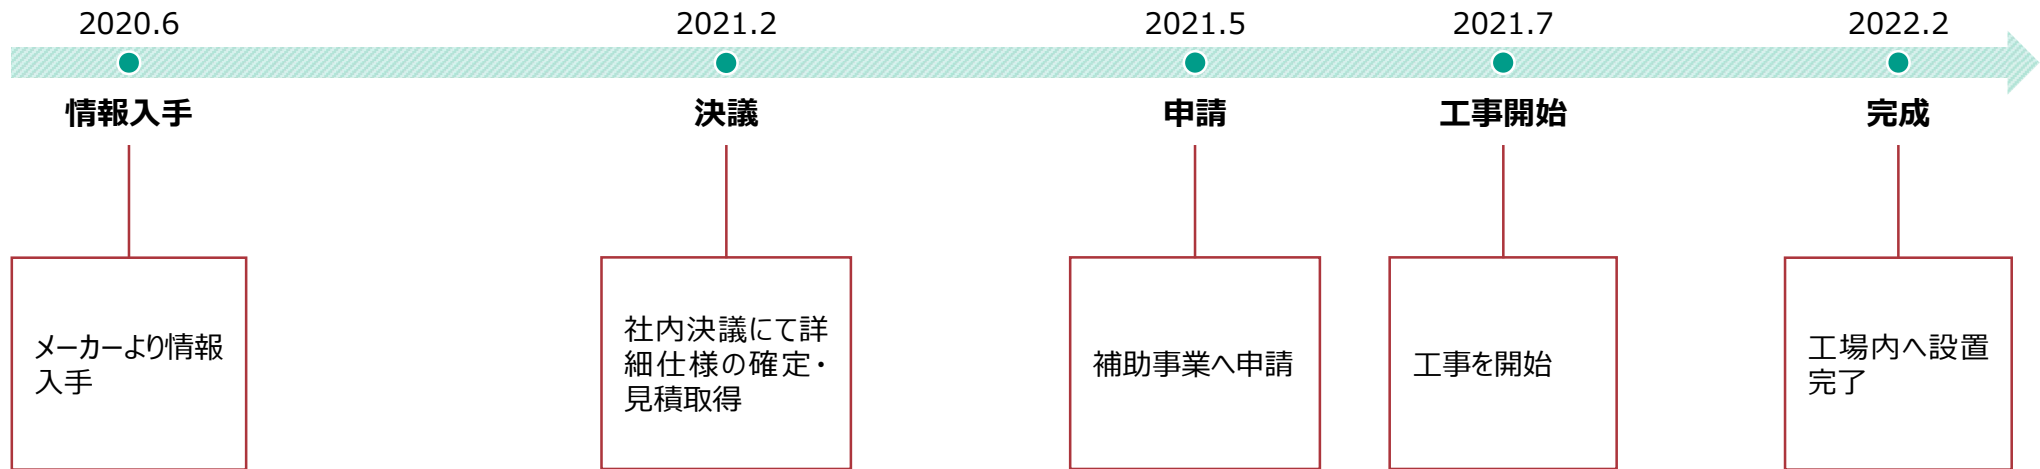 2020.6
2021.2
2021.5
2021.7
2022.2
情報入手
決議
申請
工事開始
完成
メーカーより情報
入手
社内決議にて詳
細仕様の確定・
見積取得
補助事業へ申請
工事を開始
工場内へ設置
完了